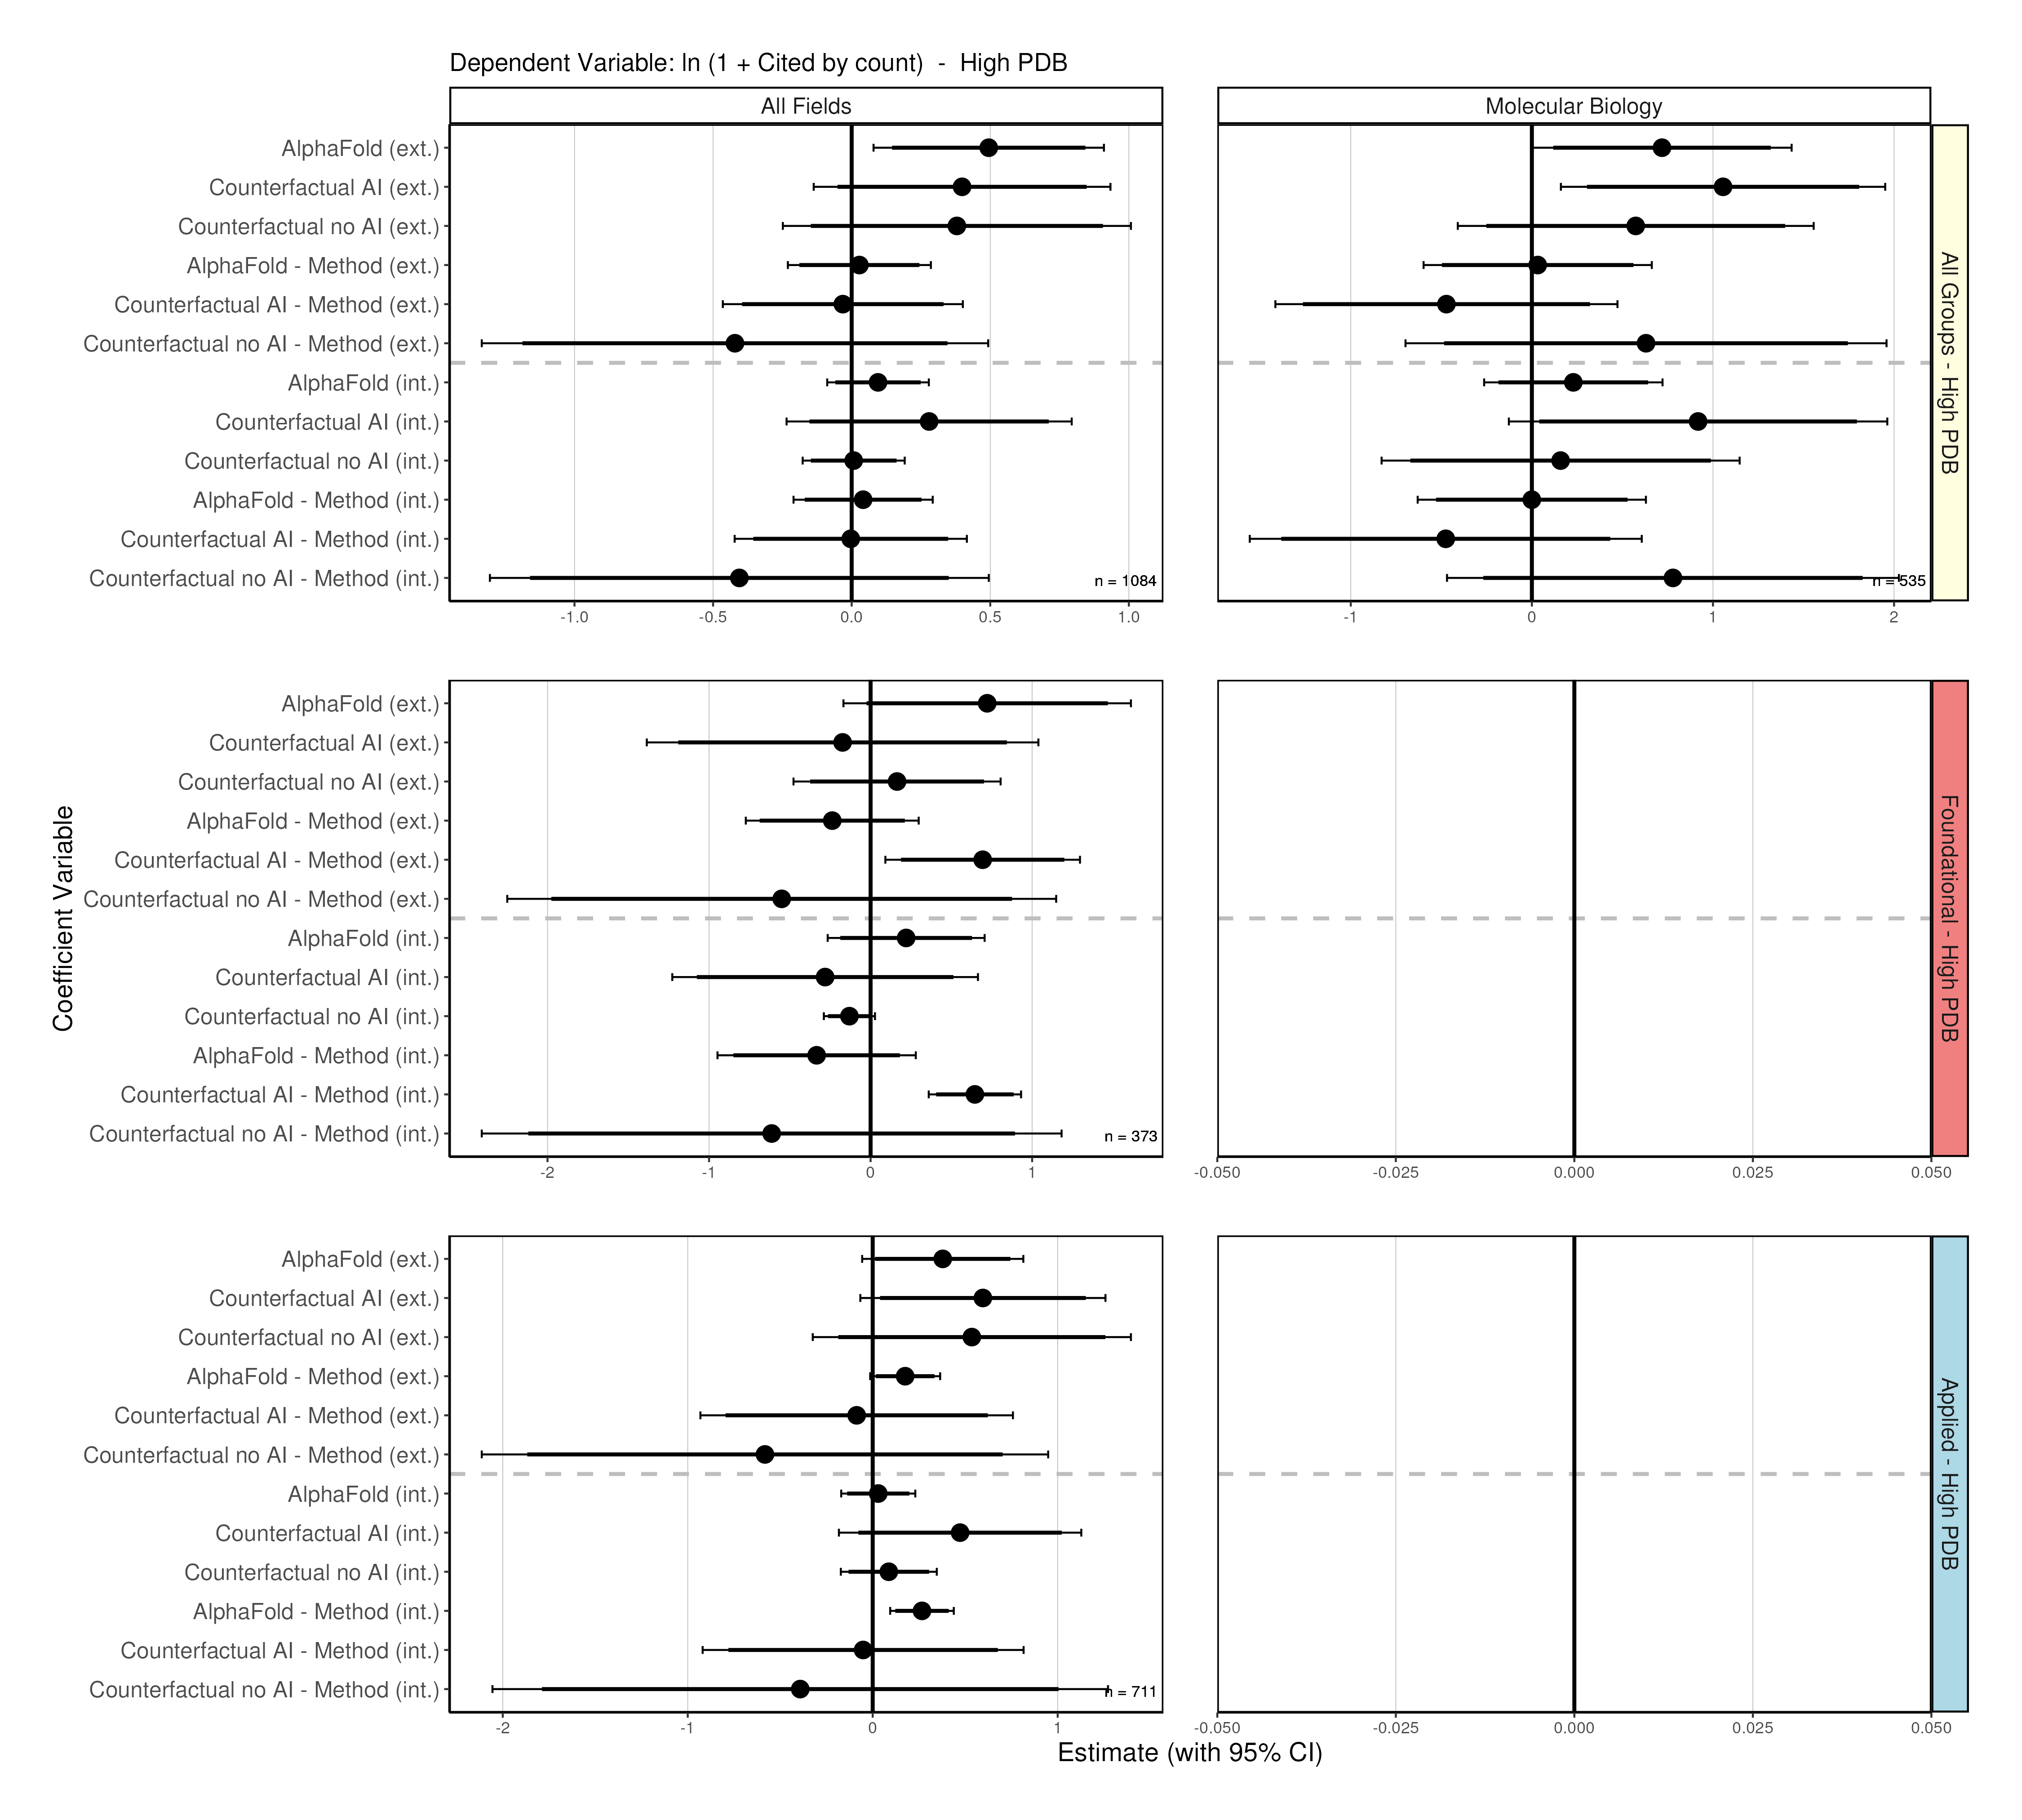 Dependent Variable: ln (1 + Cited by count)  -  High PDB
All Fields
Molecular Biology
AlphaFold (ext.)
Counterfactual AI (ext.)
Counterfactual no AI (ext.)
AlphaFold - Method (ext.)
Counterfactual AI - Method (ext.)
Counterfactual no AI - Method (ext.)
AlphaFold (int.)
Counterfactual AI (int.)
Counterfactual no AI (int.)
AlphaFold - Method (int.)
Counterfactual AI - Method (int.)
Counterfactual no AI - Method (int.)
n = 1084
n = 535
All Groups - High PDB
-1.0 -0.5 0.0 0.5 1.0
-1 0 1 2
Coefficient Variable
AlphaFold (ext.)
Counterfactual AI (ext.)
Counterfactual no AI (ext.)
AlphaFold - Method (ext.)
Counterfactual AI - Method (ext.)
Counterfactual no AI - Method (ext.)
AlphaFold (int.)
Counterfactual AI (int.)
Counterfactual no AI (int.)
AlphaFold - Method (int.)
Counterfactual AI - Method (int.)
Counterfactual no AI - Method (int.)
n = 373
Foundational - High PDB
-2 -1 0 1
-0.050 -0.025 0.000 0.025 0.050
AlphaFold (ext.)
Counterfactual AI (ext.)
Counterfactual no AI (ext.)
AlphaFold - Method (ext.)
Counterfactual AI - Method (ext.)
Counterfactual no AI - Method (ext.)
AlphaFold (int.)
Counterfactual AI (int.)
Counterfactual no AI (int.)
AlphaFold - Method (int.)
Counterfactual AI - Method (int.)
Counterfactual no AI - Method (int.)
n = 711
Applied - High PDB
-2 -1 0 1
-0.050 -0.025 0.000 0.025 0.050
Estimate (with 95% CI)